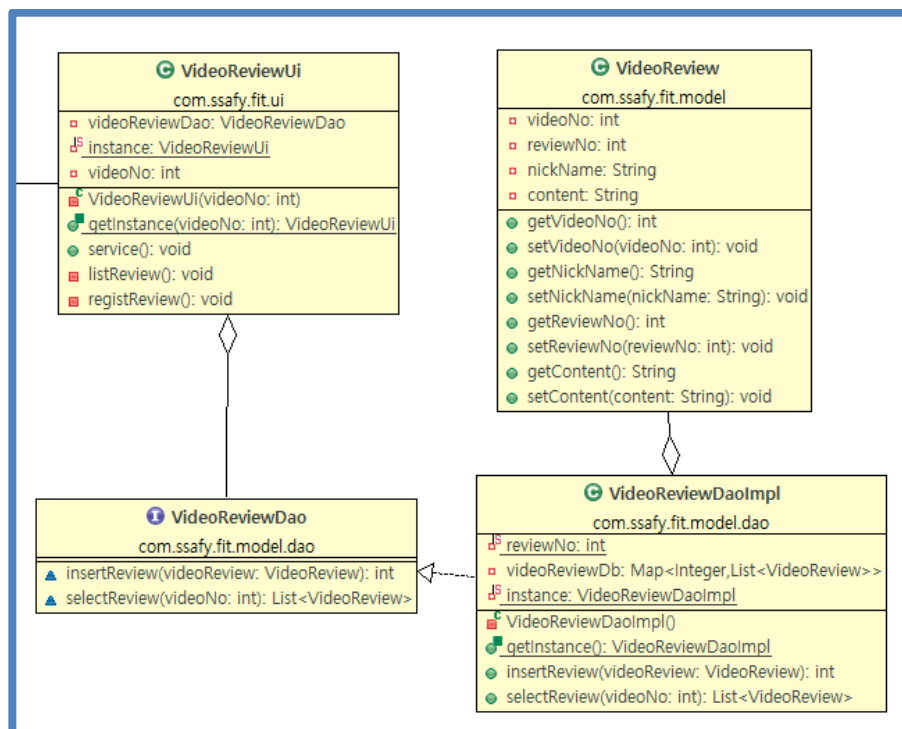 VideoReviewUi
com.ssafy.fit.ui
videoReviewDao: VideoReviewDao
instance: VideoReviewUi
videoNo: int
VideoReviewUi(videoNo: int)
getInstance(videoNo: int): VideoReviewUi
service(): void
listReview(): void
registReview(): void
VideoReview
com.ssafy.fit.model
videoNo: int
reviewNo: int
nickName: String
content: String
getVideoNo(): int
setVideoNo(videoNo: int): void
getNickName(): String
setNickName(nickName: String): void
getReviewNo(): int
setReviewNo(reviewNo: int): void
getContent(): String
setContent(content: String): void
VideoReviewDao
com.ssafy.fit.model.dao
insertReview(videoReview: VideoReview): int
selectReview(videoNo: int): List<VideoReview>
VideoReviewDaoImpl
com.ssafy.fit.model.dao
reviewNo: int
videoReviewDb: Map<Integer,List<VideoReview>>
instance: VideoReviewDaoImpl
VideoReviewDaoImpl()
getInstance(): VideoReviewDaoImpl
insertReview(videoReview: VideoReview): int
selectReview(videoNo: int): List<VideoReview>